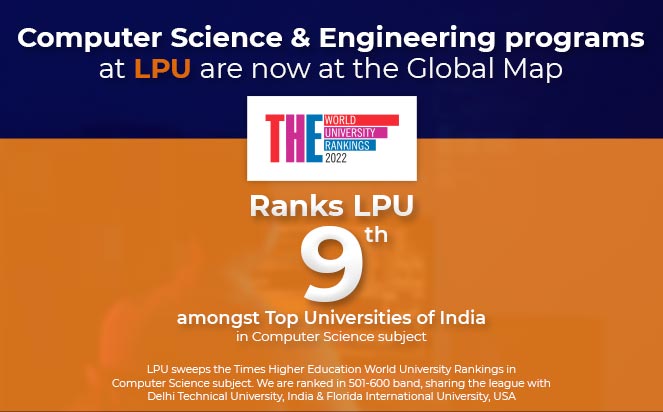 Computer Science & Engineering programs
at LPU are now at the Global Map
THE WORLD
UNIVERSITY
RANKINGS
2022
Ranks LPU
9th
amongst Top Universities of India
in Computer Science subject
LPU sweeps the Times Higher Education World University Rankings in
Computer Science subject. We are ranked in 501-600 band, sharing the league with
Delhi Technical University, India & Florida International University, USA